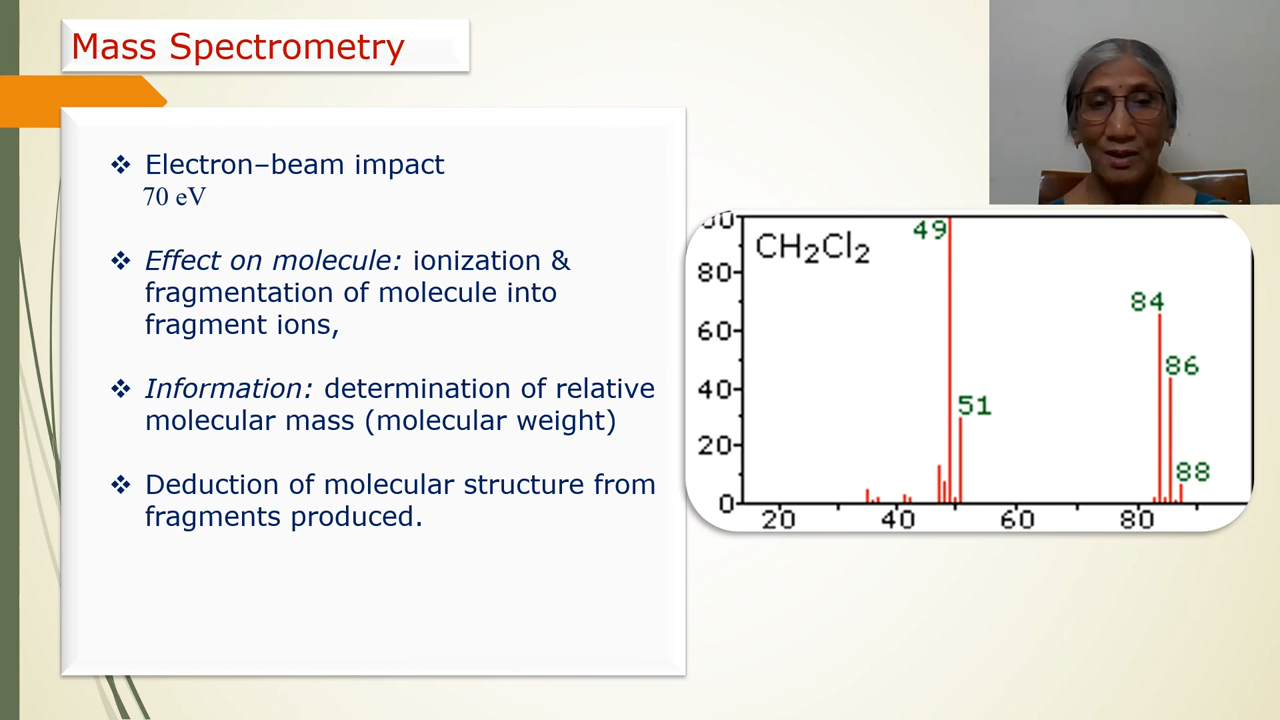 Mass Spectrometry
❖ Electron–beam impact
70 eV
❖ Effect on molecule: ionization &
fragmentation of molecule into
fragment ions,
❖ Information: determination of relative
molecular mass (molecular weight)
❖ Deduction of molecular structure from
fragments produced.
CH₂Cl₂
49
84
80
60
86
40
51
20
88
0
20 40 60 80